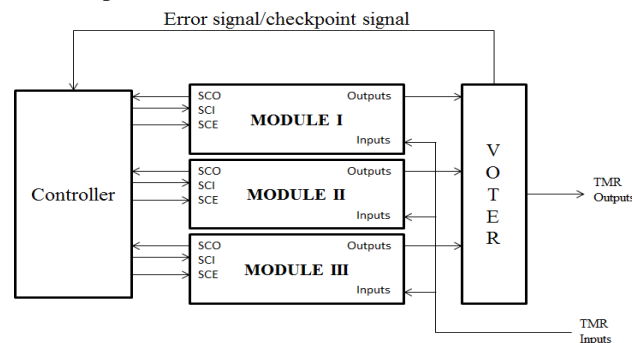 Error signal/checkpoint signal
Controller
SCO
SCI
SCE
MODULE I
Outputs
Inputs
SCO
SCI
SCE
MODULE II
Outputs
Inputs
SCO
SCI
SCE
MODULE III
Outputs
Inputs
V
O
T
E
R
TMR
Outputs
TMR
Inputs